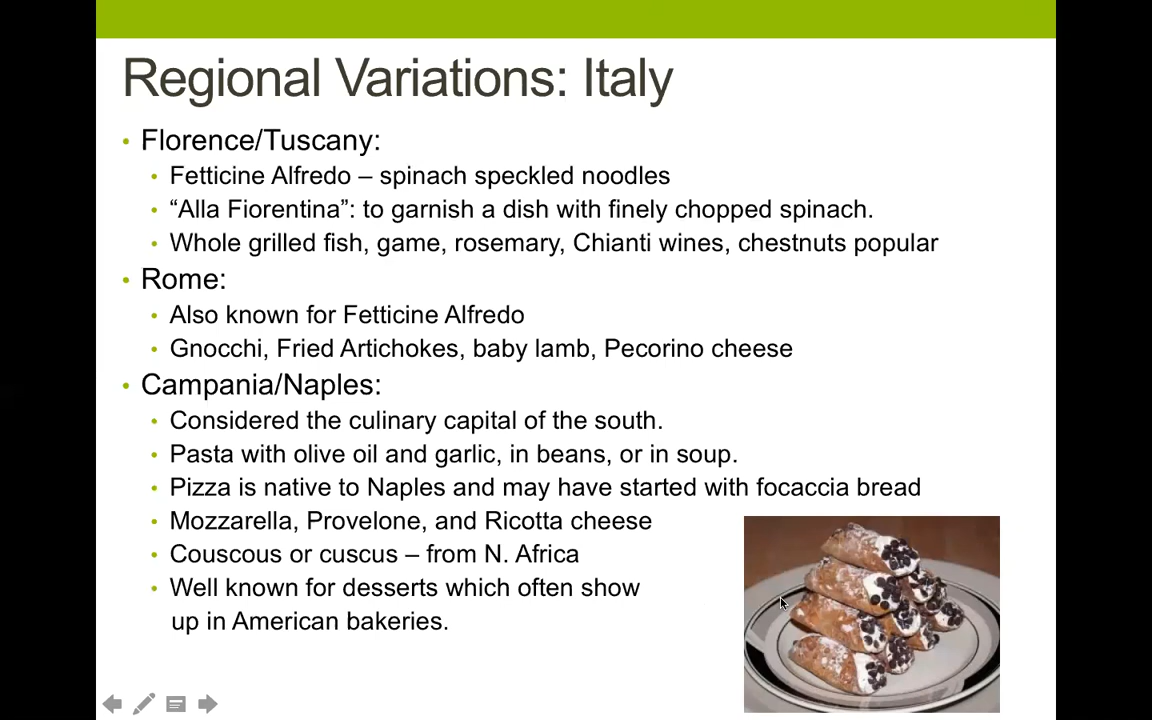 Regional Variations: Italy
• Florence/Tuscany:
• Fetticine Alfredo – spinach speckled noodles
• “Alla Fiorentina”: to garnish a dish with finely chopped spinach.
• Whole grilled fish, game, rosemary, Chianti wines, chestnuts popular
• Rome:
• Also known for Fetticine Alfredo
• Gnocchi, Fried Artichokes, baby lamb, Pecorino cheese
• Campania/Naples:
• Considered the culinary capital of the south.
• Pasta with olive oil and garlic, in beans, or in soup.
• Pizza is native to Naples and may have started with focaccia bread
• Mozzarella, Provelone, and Ricotta cheese
• Couscous or cuscus – from N. Africa
• Well known for desserts which often show
up in American bakeries.